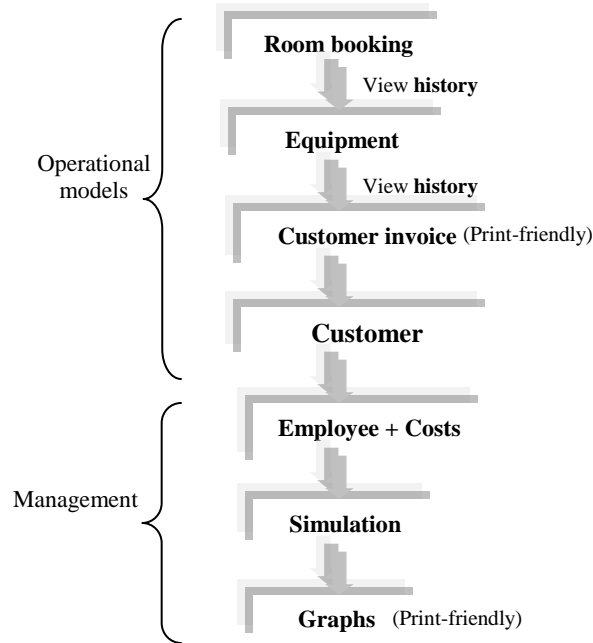 Room booking
View history
Equipment
Operational
models
View history
Customer invoice (Print-friendly)
Customer
Employee + Costs
Management
Simulation
Graphs (Print-friendly)